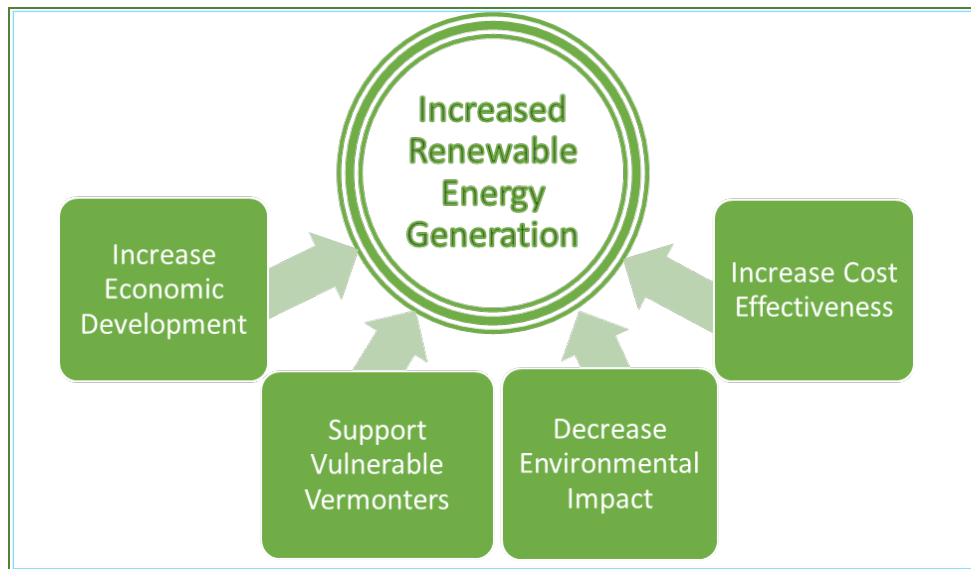 Increased
Renewable
Energy
Generation
Increase
Economic
Development
Support
Vulnerable
Vermonters
Decrease
Environmental
Impact
Increase Cost
Effectiveness